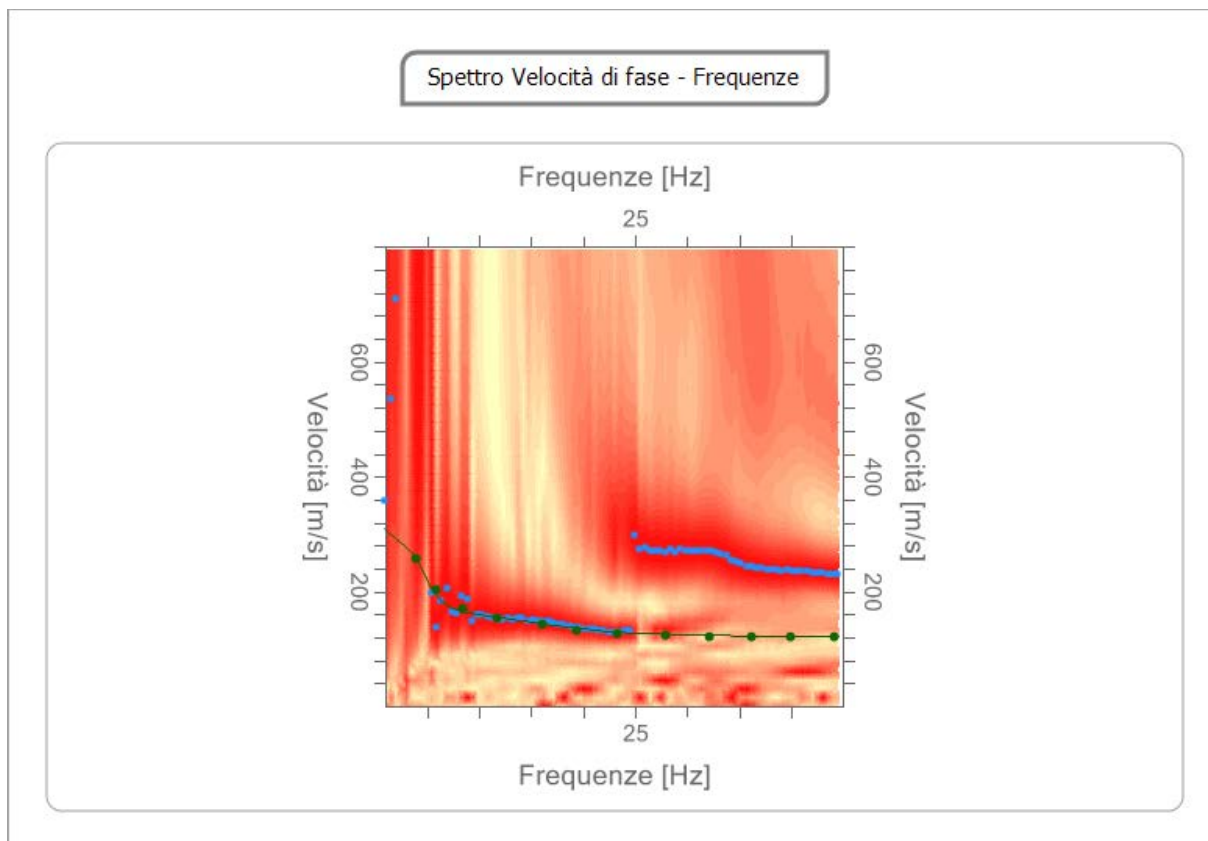 Spettro Velocità di fase - Frequenze
Frequenze [Hz]
25
600
400
200
Velocità [m/s]
600
400
200
Velocità [m/s]
25
Frequenze [Hz]